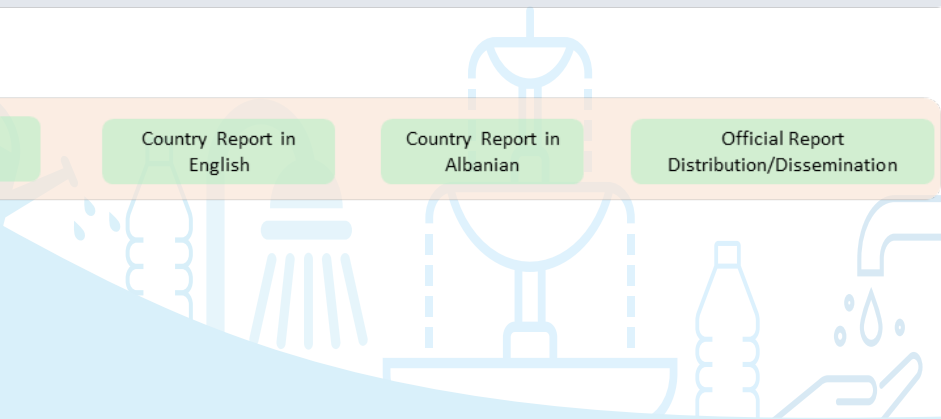 Country Report in
English
Country Report in
Albanian
Official Report
Distribution/Dissemination